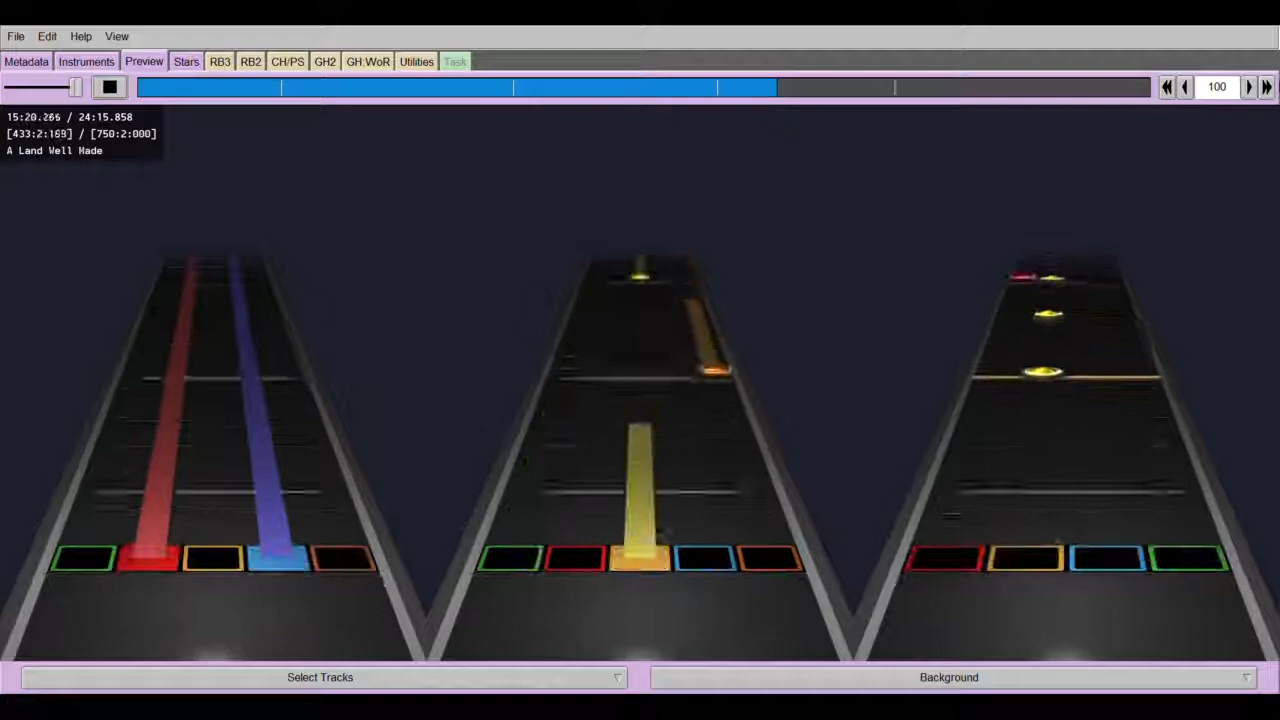 File Edit Help View
Metadata Instruments Preview Stars RB3 RB2 CH/PS GH2 GH:WoR Utilities Task
100
15:20.266 / 24:15.858
[433:2:169] / [750:2:000]
A Land Well Made
Select Tracks Background